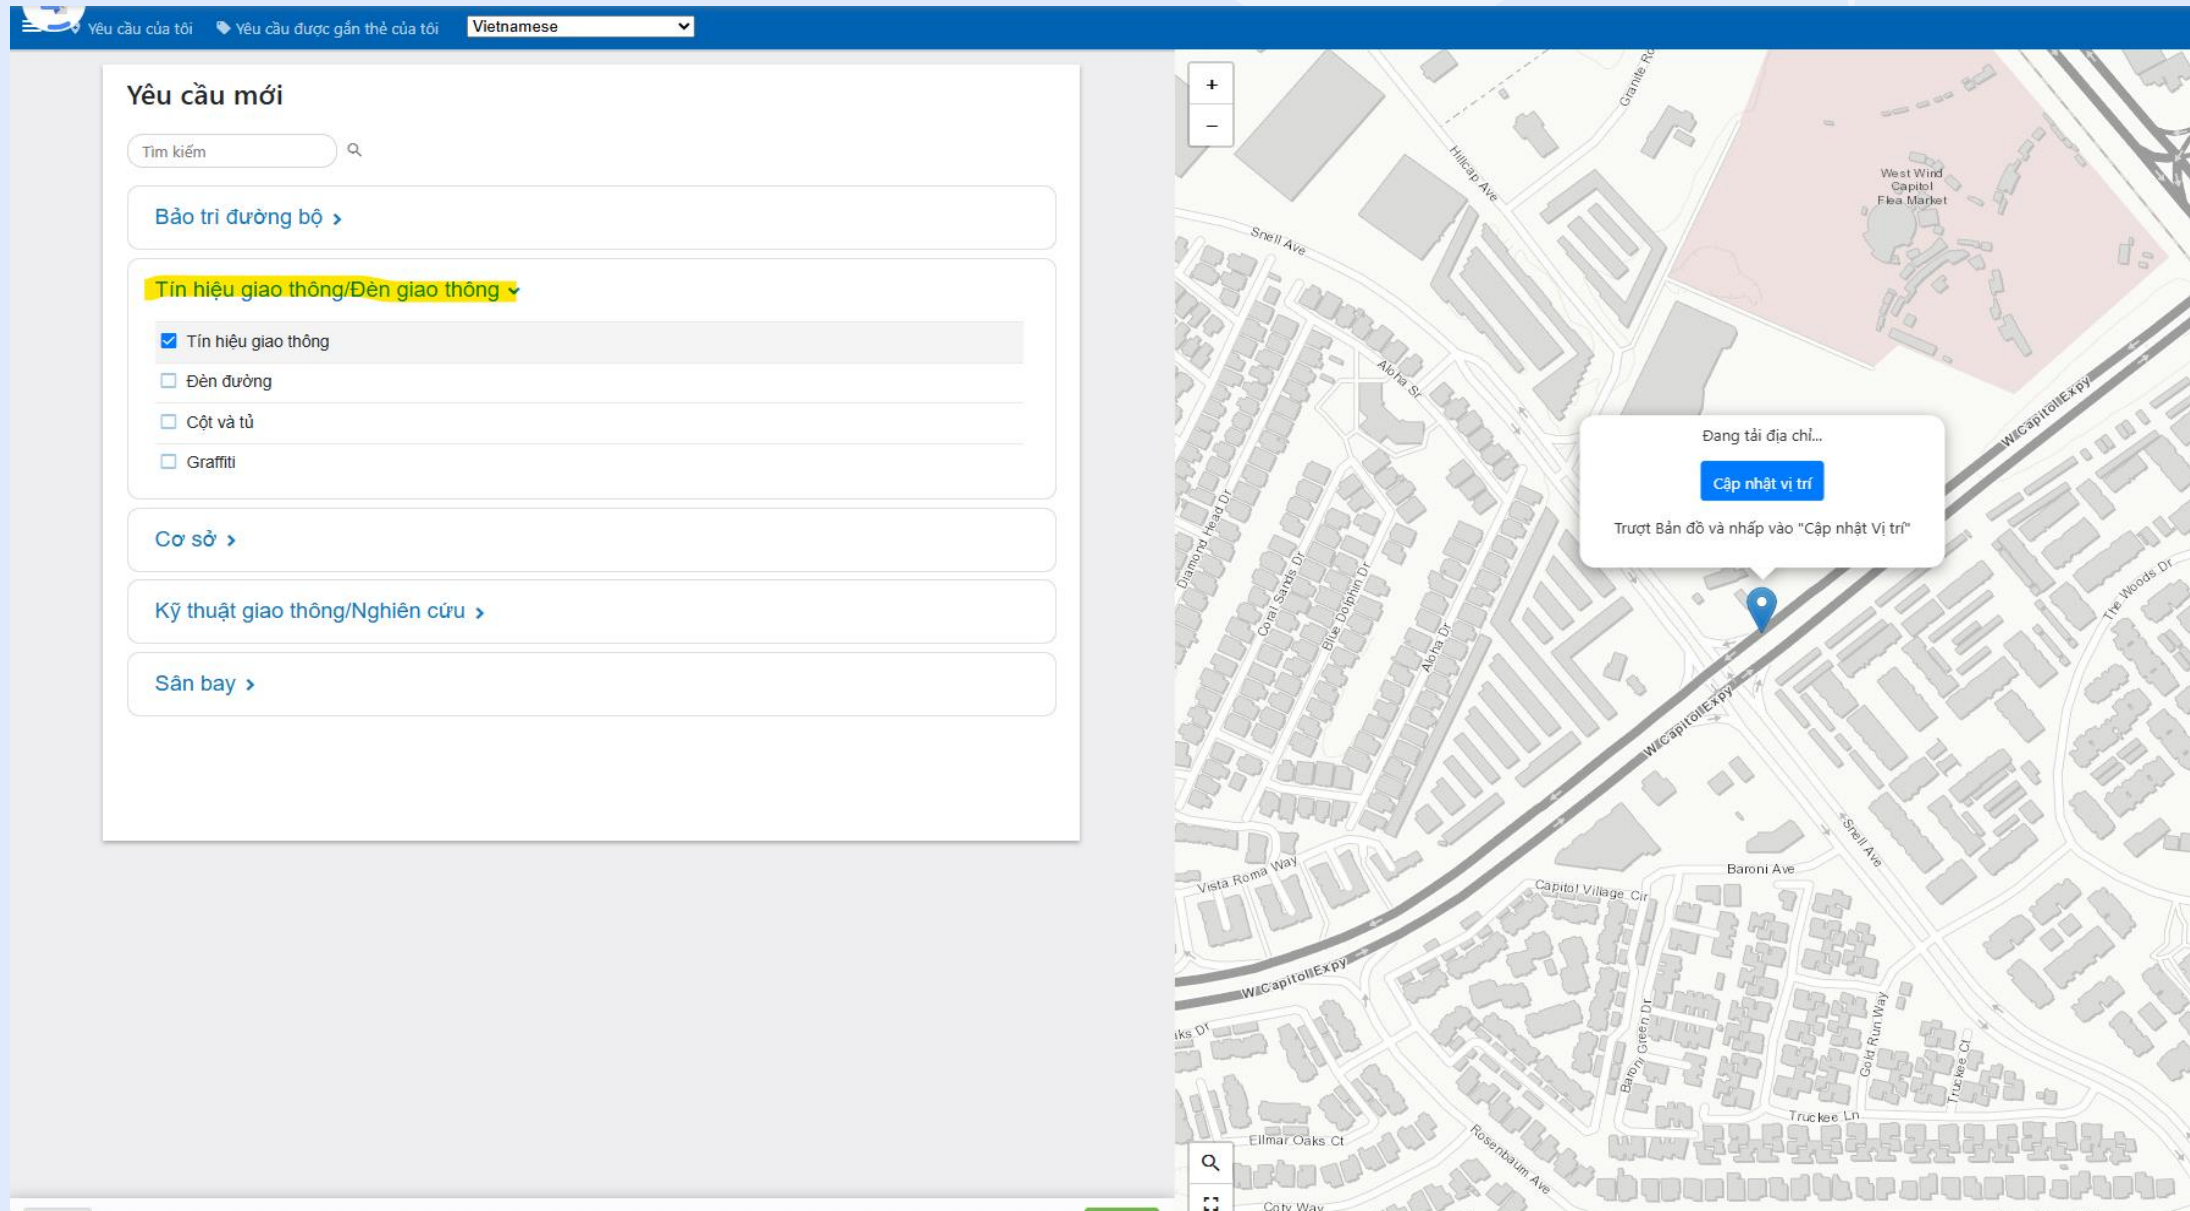 Yêu cầu của tôi
Yêu cầu được gắn thẻ của tôi
Vietnamese
Yêu cầu mới
Tìm kiếm
Bảo trì đường bộ
Tín hiệu giao thông/Đèn giao thông
Tín hiệu giao thông
Đèn đường
Cột và tủ
Graffiti
Cơ sở
Kỹ thuật giao thông/Nghiên cứu
Sân bay
+
−
Granite Ro
Hillcap Ave
West Wind
Capitol
Flea Market
Snell Ave
Aloha Sr
W Capitol Expy
Đang tải địa chỉ...
Cập nhật vị trí
Trượt Bản đồ và nhấp vào "Cập nhật Vị trí"
Diamond Head Dr
Coral Sands Dr
Blue Dolphin Dr
Aloha Dr
The Woods Dr
W Capitol Expy
Snell Ave
Vista Roma Way
Baroni Ave
Capitol Village Cir
W Capitol Expy
aks Dr
Baroni Green Dr
Gold Run Way
Truckee Ct
Truckee Ln
Ellmar Oaks Ct
Rosenbaum Ave
Coty Way